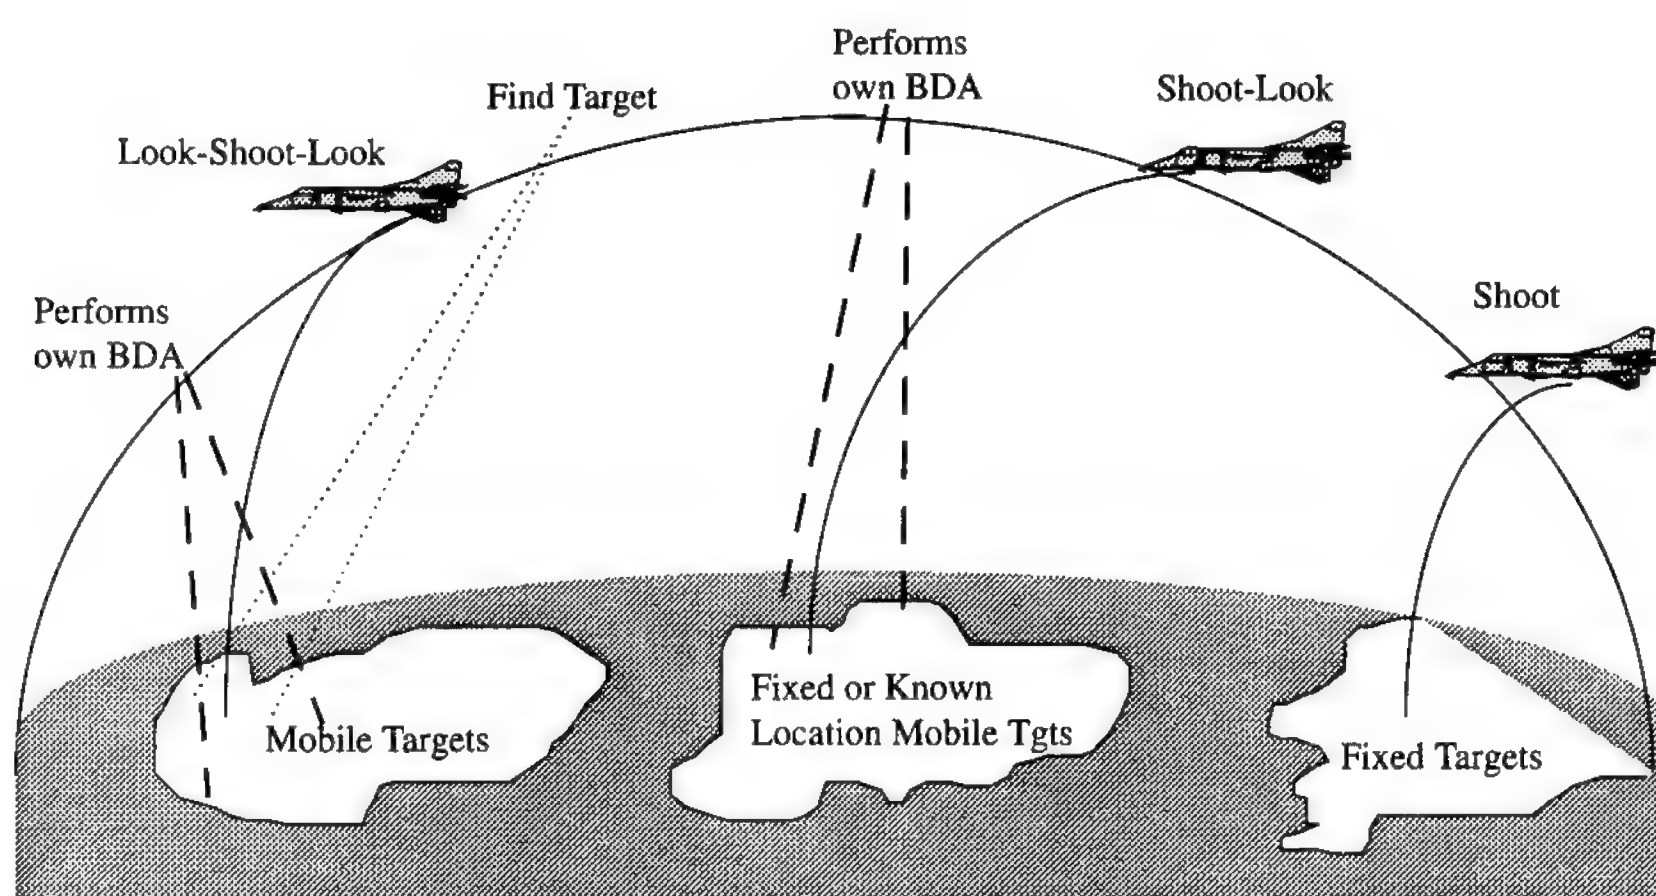 Performs
own BDA
Shoot-Look
Find Target
Look-Shoot-Look
Shoot
Performs
own BDA
Fixed or Known
Location Mobile Tgts
Mobile Targets
Fixed Targets